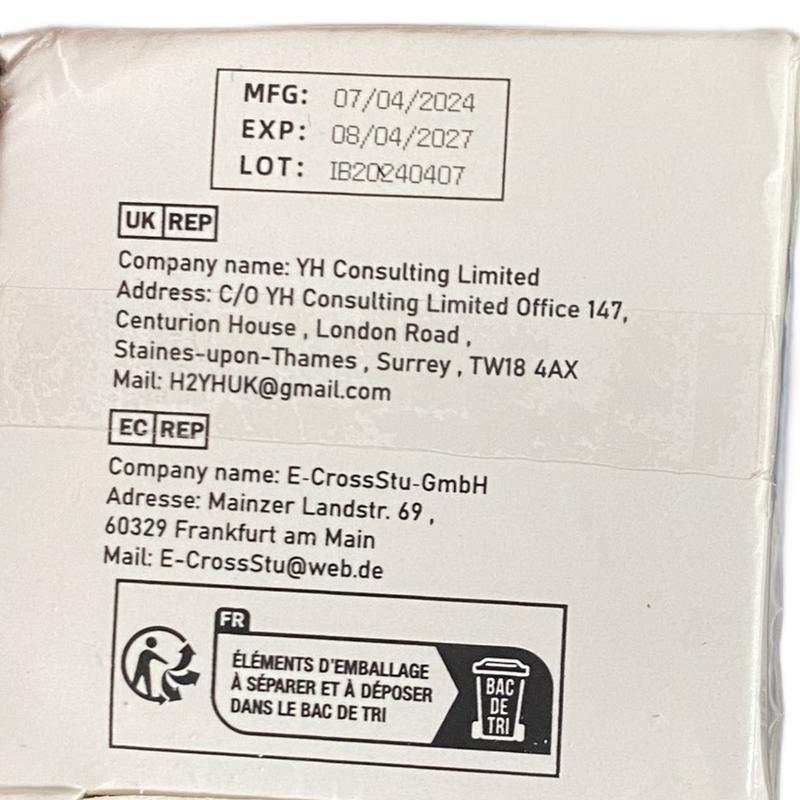 MFG: 07/04/2024
EXP: 08/04/2027
LOT: IB20240407
UK REP
Company name: YH Consulting Limited
Address: C/O YH Consulting Limited Office 147,
Centurion House , London Road ,
Staines-upon-Thames , Surrey , TW18 4AX
Mail: H2YHUK@gmail.com
EC REP
Company name: E-CrossStu-GmbH
Adresse: Mainzer Landstr. 69 ,
60329 Frankfurt am Main
Mail: E-CrossStu@web.de
FR
ÉLÉMENTS D'EMBALLAGE
À SÉPARER ET À DÉPOSER
DANS LE BAC DE TRI
BAC
DE
TRI